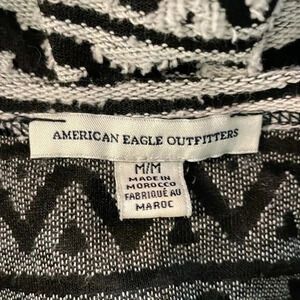 AMERICAN EAGLE OUTFITTERS
M/M
MADE IN
MOROCCO
FABRIQUÉ AU
MAROC